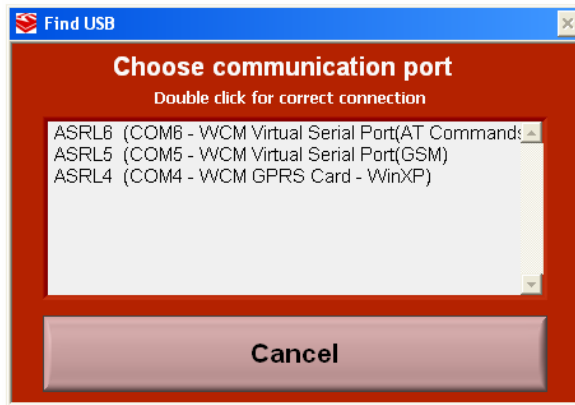 Find USB
Choose communication port
Double click for correct connection
ASRL6 (COM6 - WCM Virtual Serial Port(AT Commands
ASRL5 (COM5 - WCM Virtual Serial Port(GSM)
ASRL4 (COM4 - WCM GPRS Card - WinXP)
Cancel